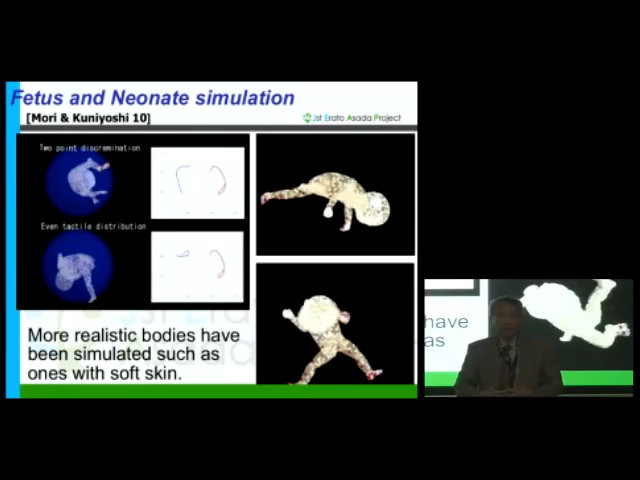 Fetus and Neonate simulation
[Mori & Kuniyoshi 10]
Jst Erato Asada Project
Two point discremination
Even tactile distribution
More realistic bodies have
been simulated such as
ones with soft skin.
have
as